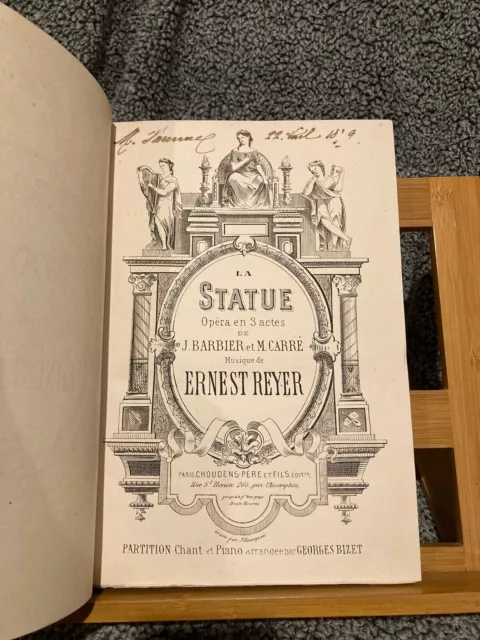 LA
STATUE
Opéra en 3 actes
DE
J. BARBIER et M. CARRÉ
Musique de
ERNEST REYER
PARIS, CHOUDENS PÈRE ET FILS, ÉDITRS
Rue St Honoré 265, près l'Assomption
PARTITION Chant et Piano arrangée par GEORGES BIZET